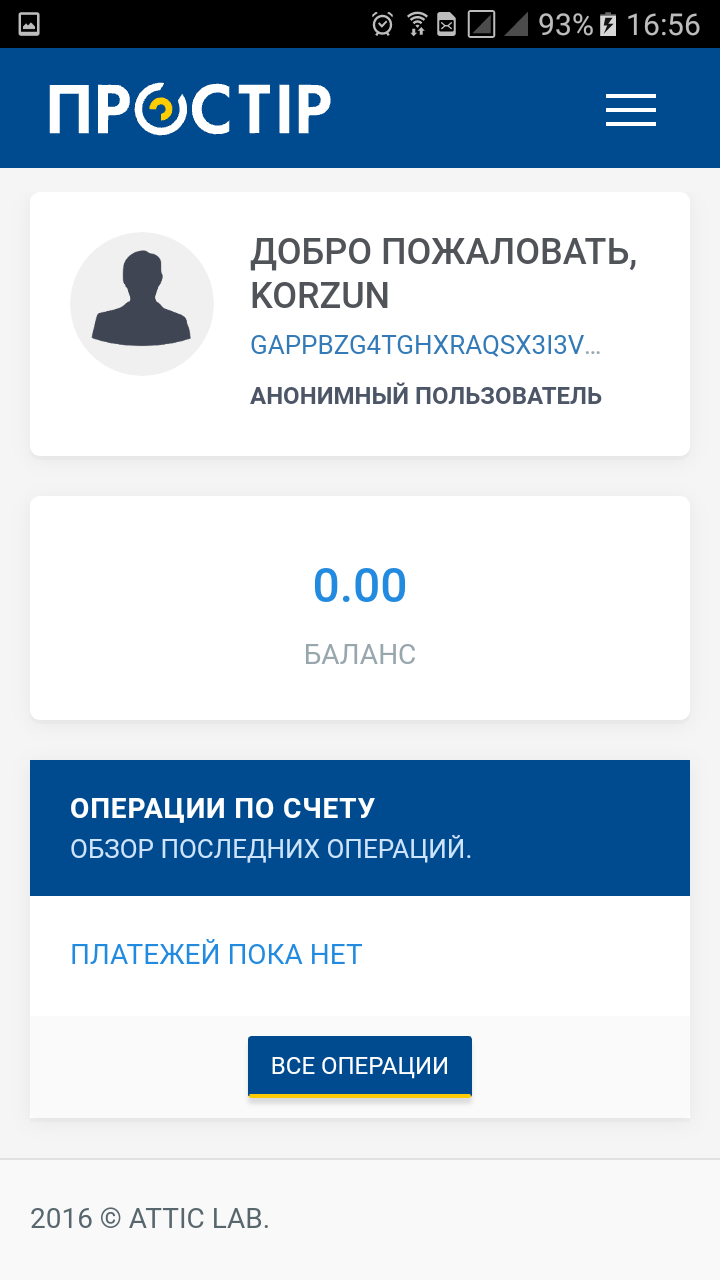 93% 16:56
ПРОСТІР
ДОБРО ПОЖАЛОВАТЬ,
KORZUN
GAPPBZG4TGHXRAQSX3I3V...
АНОНИМНЫЙ ПОЛЬЗОВАТЕЛЬ
0.00
БАЛАНС
ОПЕРАЦИИ ПО СЧЕТУ
ОБЗОР ПОСЛЕДНИХ ОПЕРАЦИЙ.
ПЛАТЕЖЕЙ ПОКА НЕТ
ВСЕ ОПЕРАЦИИ
2016 © ATTIC LAB.